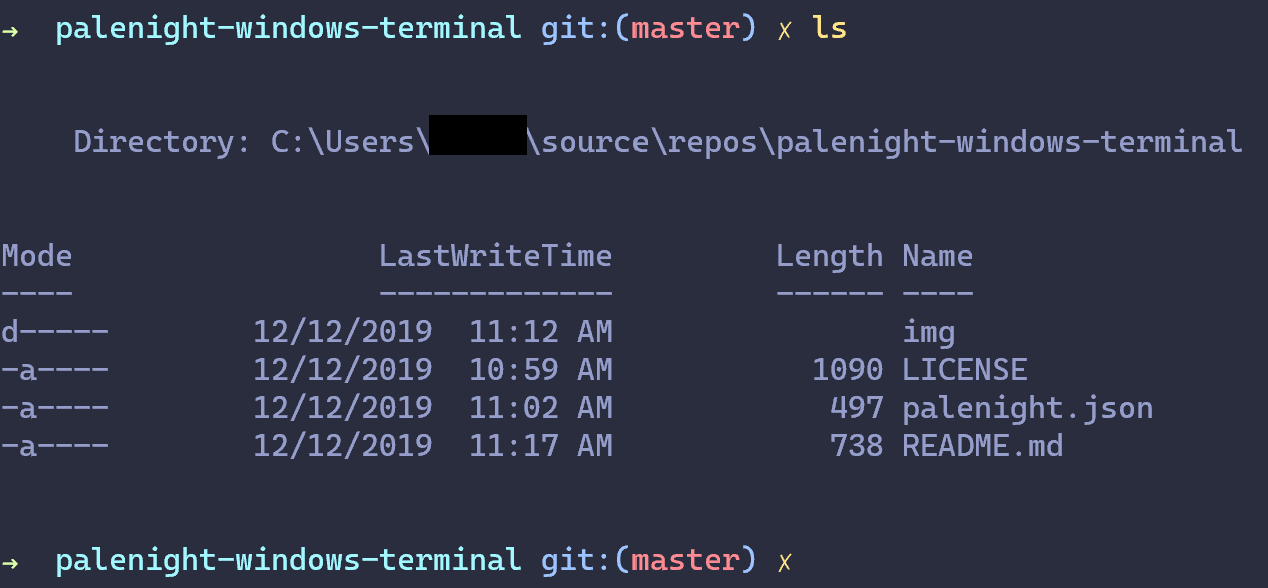 →  palenight-windows-terminal git:(master) ✗ ls
    Directory: C:\Users\      \source\repos\palenight-windows-terminal
Mode                 LastWriteTime         Length Name
----                 -------------         ------ ----
d-----        12/12/2019  11:12 AM                img
-a----        12/12/2019  10:59 AM           1090 LICENSE
-a----        12/12/2019  11:02 AM            497 palenight.json
-a----        12/12/2019  11:17 AM            738 README.md
→  palenight-windows-terminal git:(master) ✗